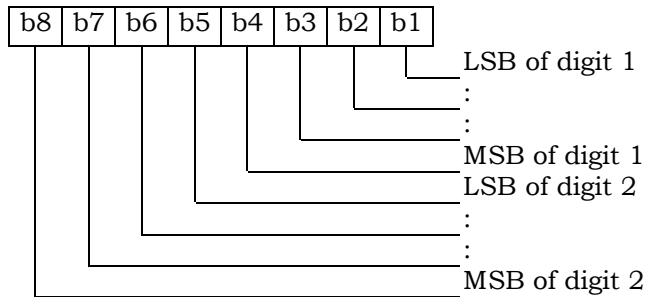 b8 b7 b6 b5 b4 b3 b2 b1
LSB of digit 1
:
:
MSB of digit 1
LSB of digit 2
:
:
MSB of digit 2